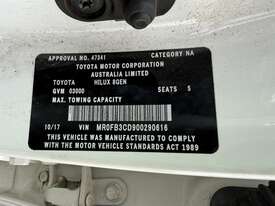 APPROVAL NO. 47341 CATEGORY NA
TOYOTA MOTOR CORPORATION
AUSTRALIA LIMITED
TOYOTA HILUX 8GEN
GVM 03000 SEATS 5
MAX. TOWING CAPACITY
10/17 VIN MR0FB3CD900290616
THIS VEHICLE WAS MANUFACTURED TO COMPLY
WITH THE MOTOR VEHICLE STANDARDS ACT 1989